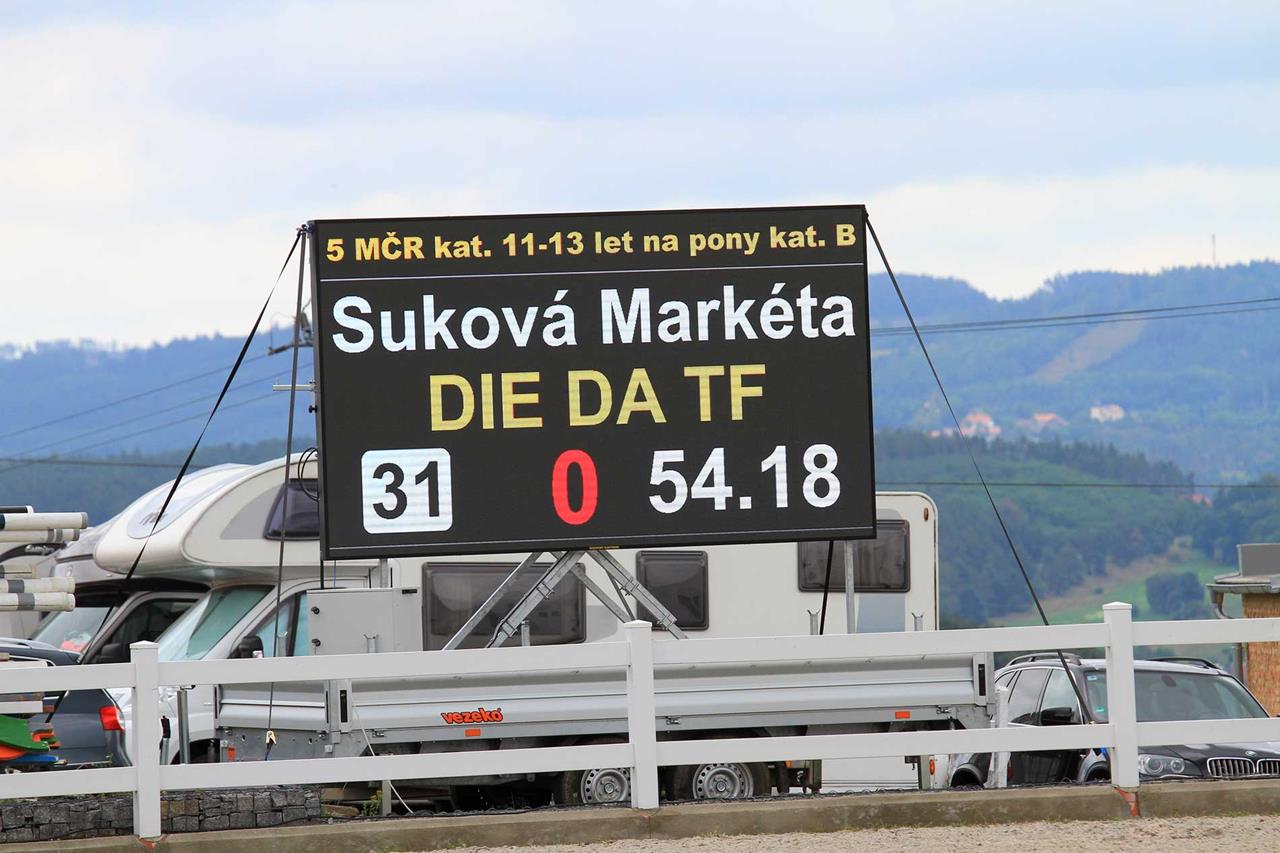 5 MČR kat. 11-13 let na pony kat. B
Suková Markéta
DIE DA TF
31 0 54.18
vezeko